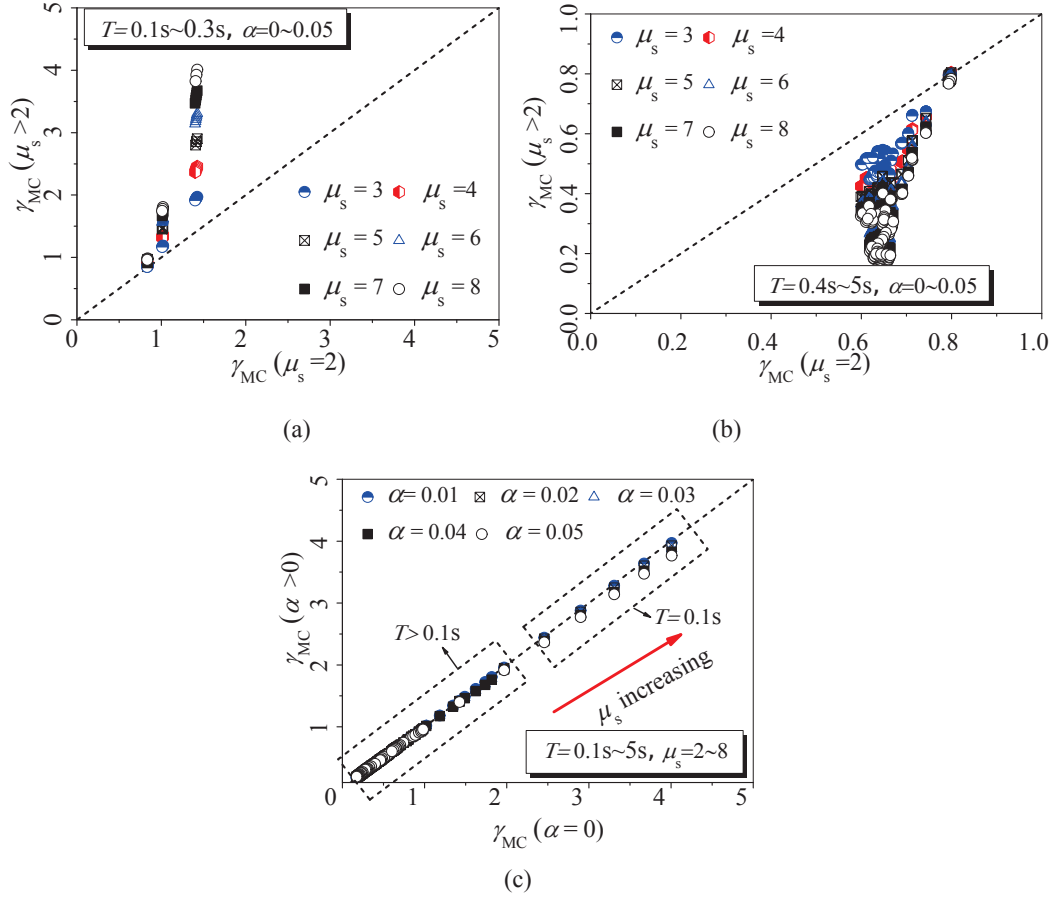 T=0.1s~0.3s, α=0~0.05
γMC (μs >2)
5
4
3
2
1
0
μs =3 μs =4
μs =5 μs =6
μs =7 μs =8
0 1 2 3 4 5
γMC (μs =2)
(a)
γMC (μs >2)
1.0
0.8
0.6
0.4
0.2
0.0
μs =3 μs =4
μs =5 μs =6
μs =7 μs =8
T=0.4s~5s, α=0~0.05
0.0 0.2 0.4 0.6 0.8 1.0
γMC (μs =2)
(b)
γMC (α >0)
5
4
3
2
1
α=0.01 α=0.02 α=0.03
α=0.04 α=0.05
T>0.1s
T=0.1s
μs increasing
T=0.1s~5s, μs=2~8
0 1 2 3 4 5
γMC (α=0)
(c)